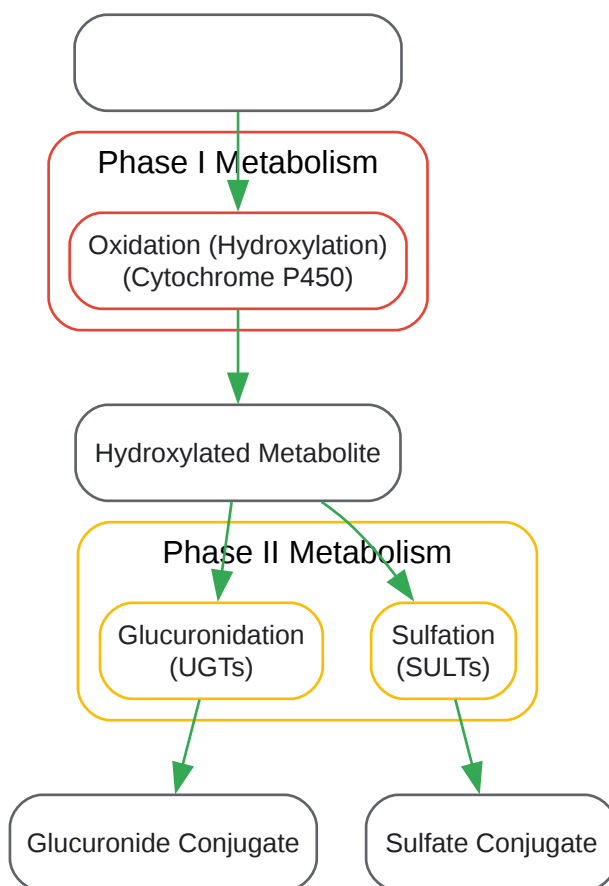 Phase I Metabolism
Oxidation (Hydroxylation)
(Cytochrome P450)
Hydroxylated Metabolite
Phase II Metabolism
Glucuronidation
(UGTs)
Sulfation
(SULTs)
Glucuronide Conjugate
Sulfate Conjugate